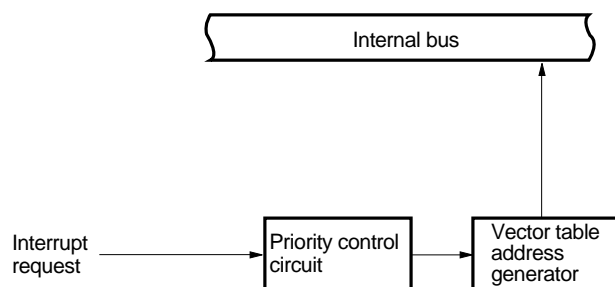 Internal bus
Interrupt
request
Priority control
circuit
Vector table
address
generator